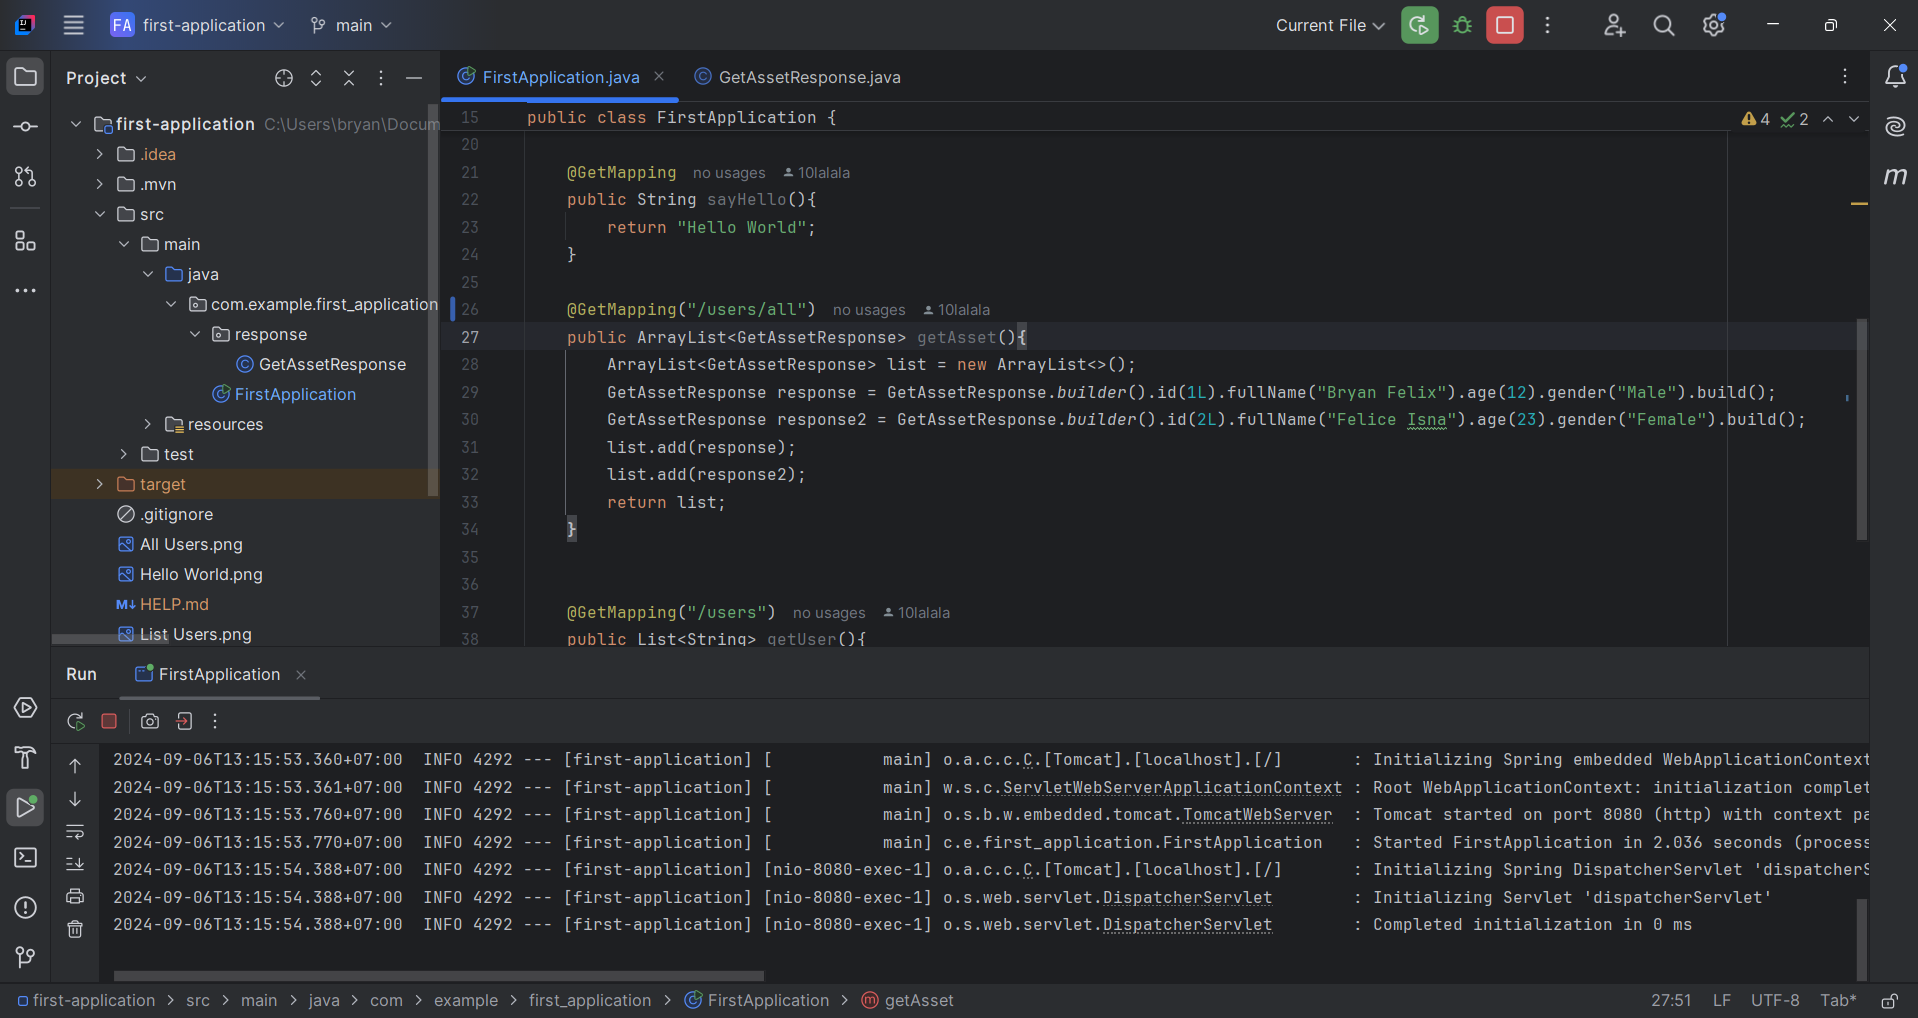 FA first-application main Current File
Project
FirstApplication.java GetAssetResponse.java
first-application C:\Users\bryan\Docum
.idea
.mvn
src
main
java
com.example.first_application
response
GetAssetResponse
FirstApplication
resources
test
target
.gitignore
All Users.png
Hello World.png
M↓ HELP.md
List Users.png
15 public class FirstApplication {
4 2
20
21 @GetMapping no usages 10lalala
22 public String sayHello(){
23 return "Hello World";
24 }
25
26 @GetMapping("/users/all") no usages 10lalala
27 public ArrayList<GetAssetResponse> getAsset(){
28 ArrayList<GetAssetResponse> list = new ArrayList<>();
29 GetAssetResponse response = GetAssetResponse.builder().id(1L).fullName("Bryan Felix").age(12).gender("Male").build();
30 GetAssetResponse response2 = GetAssetResponse.builder().id(2L).fullName("Felice Isna").age(23).gender("Female").build();
31 list.add(response);
32 list.add(response2);
33 return list;
34 }
35
36
37 @GetMapping("/users") no usages 10lalala
38 public List<String> getUser(){
m
Run FirstApplication
2024-09-06T13:15:53.360+07:00 INFO 4292 --- [first-application] [ main] o.a.c.c.C.[Tomcat].[localhost].[/] : Initializing Spring embedded WebApplicationContext
2024-09-06T13:15:53.361+07:00 INFO 4292 --- [first-application] [ main] w.s.c.ServletWebServerApplicationContext : Root WebApplicationContext: initialization complet
2024-09-06T13:15:53.760+07:00 INFO 4292 --- [first-application] [ main] o.s.b.w.embedded.tomcat.TomcatWebServer : Tomcat started on port 8080 (http) with context pa
2024-09-06T13:15:53.770+07:00 INFO 4292 --- [first-application] [ main] c.e.first_application.FirstApplication : Started FirstApplication in 2.036 seconds (process
2024-09-06T13:15:54.388+07:00 INFO 4292 --- [first-application] [nio-8080-exec-1] o.a.c.c.C.[Tomcat].[localhost].[/] : Initializing Spring DispatcherServlet 'dispatcherS
2024-09-06T13:15:54.388+07:00 INFO 4292 --- [first-application] [nio-8080-exec-1] o.s.web.servlet.DispatcherServlet : Initializing Servlet 'dispatcherServlet'
2024-09-06T13:15:54.388+07:00 INFO 4292 --- [first-application] [nio-8080-exec-1] o.s.web.servlet.DispatcherServlet : Completed initialization in 0 ms
first-application > src > main > java > com > example > first_application > FirstApplication > getAsset 27:51 LF UTF-8 Tab*